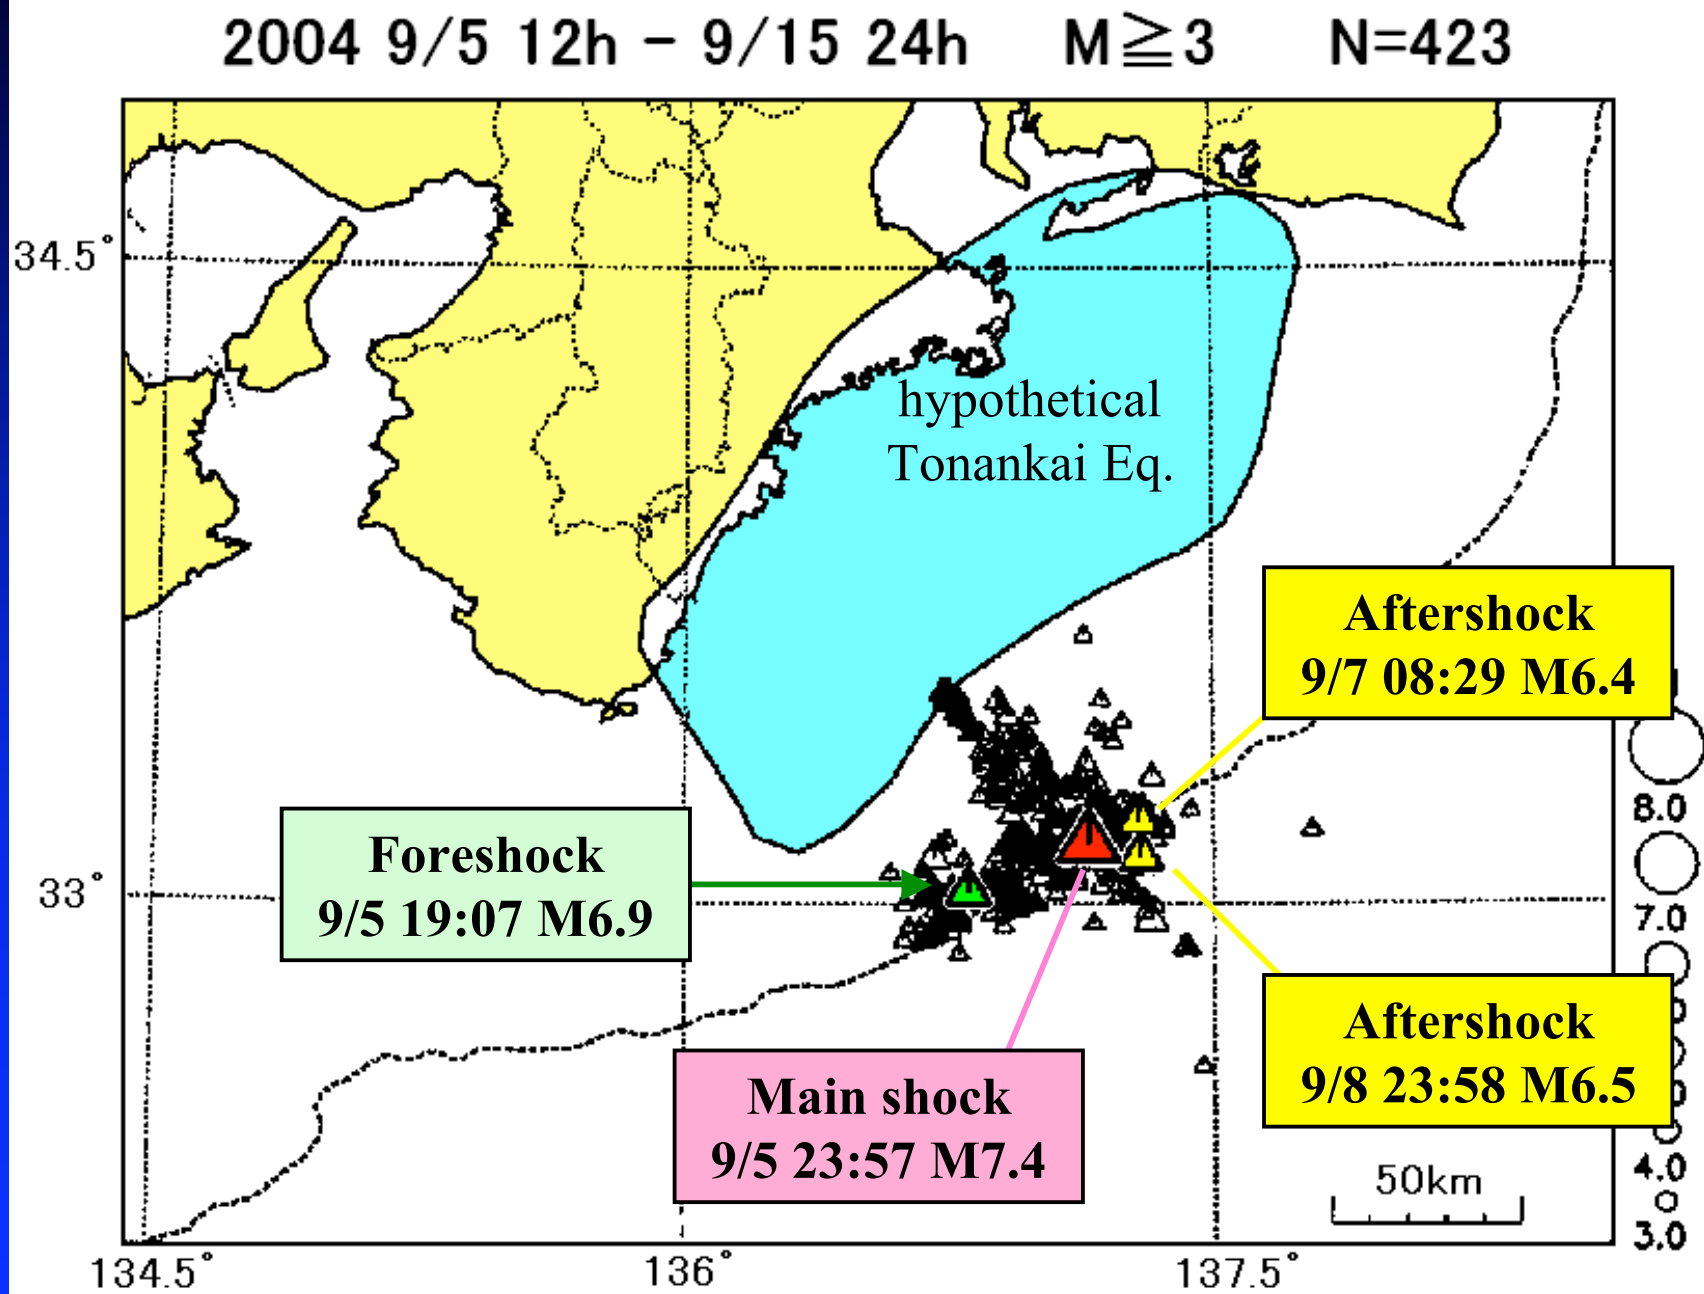 2004 9/5 12h - 9/15 24h M≧3 N=423
34.5°
hypothetical
Tonankai Eq.
Aftershock
9/7 08:29 M6.4
8.0
Foreshock
9/5 19:07 M6.9
33°
7.0
Aftershock
9/8 23:58 M6.5
Main shock
9/5 23:57 M7.4
50km
4.0
3.0
134.5°
136°
137.5°